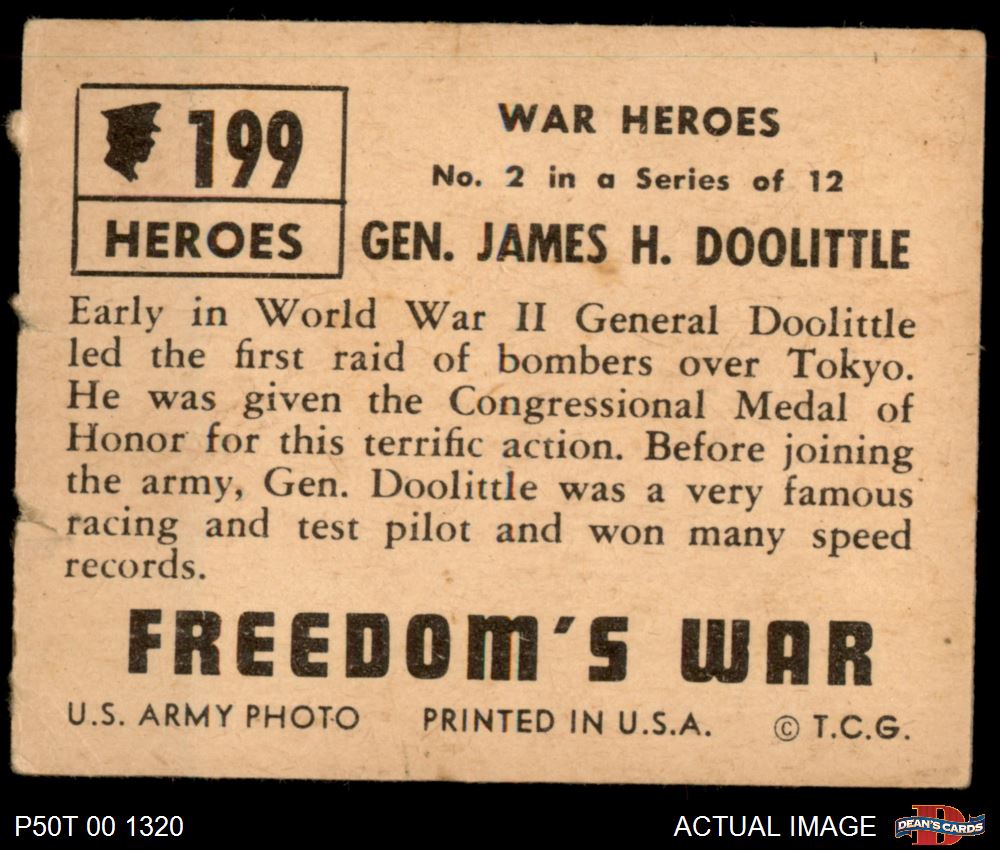 199
HEROES
WAR HEROES
No. 2 in a Series of 12
GEN. JAMES H. DOOLITTLE
Early in World War II General Doolittle
led the first raid of bombers over Tokyo.
He was given the Congressional Medal of
Honor for this terrific action. Before joining
the army, Gen. Doolittle was a very famous
racing and test pilot and won many speed
records.
FREEDOM'S WAR
U.S. ARMY PHOTO PRINTED IN U.S.A. © T.C.G.
P50T 00 1320 ACTUAL IMAGE D DEAN'S CARDS